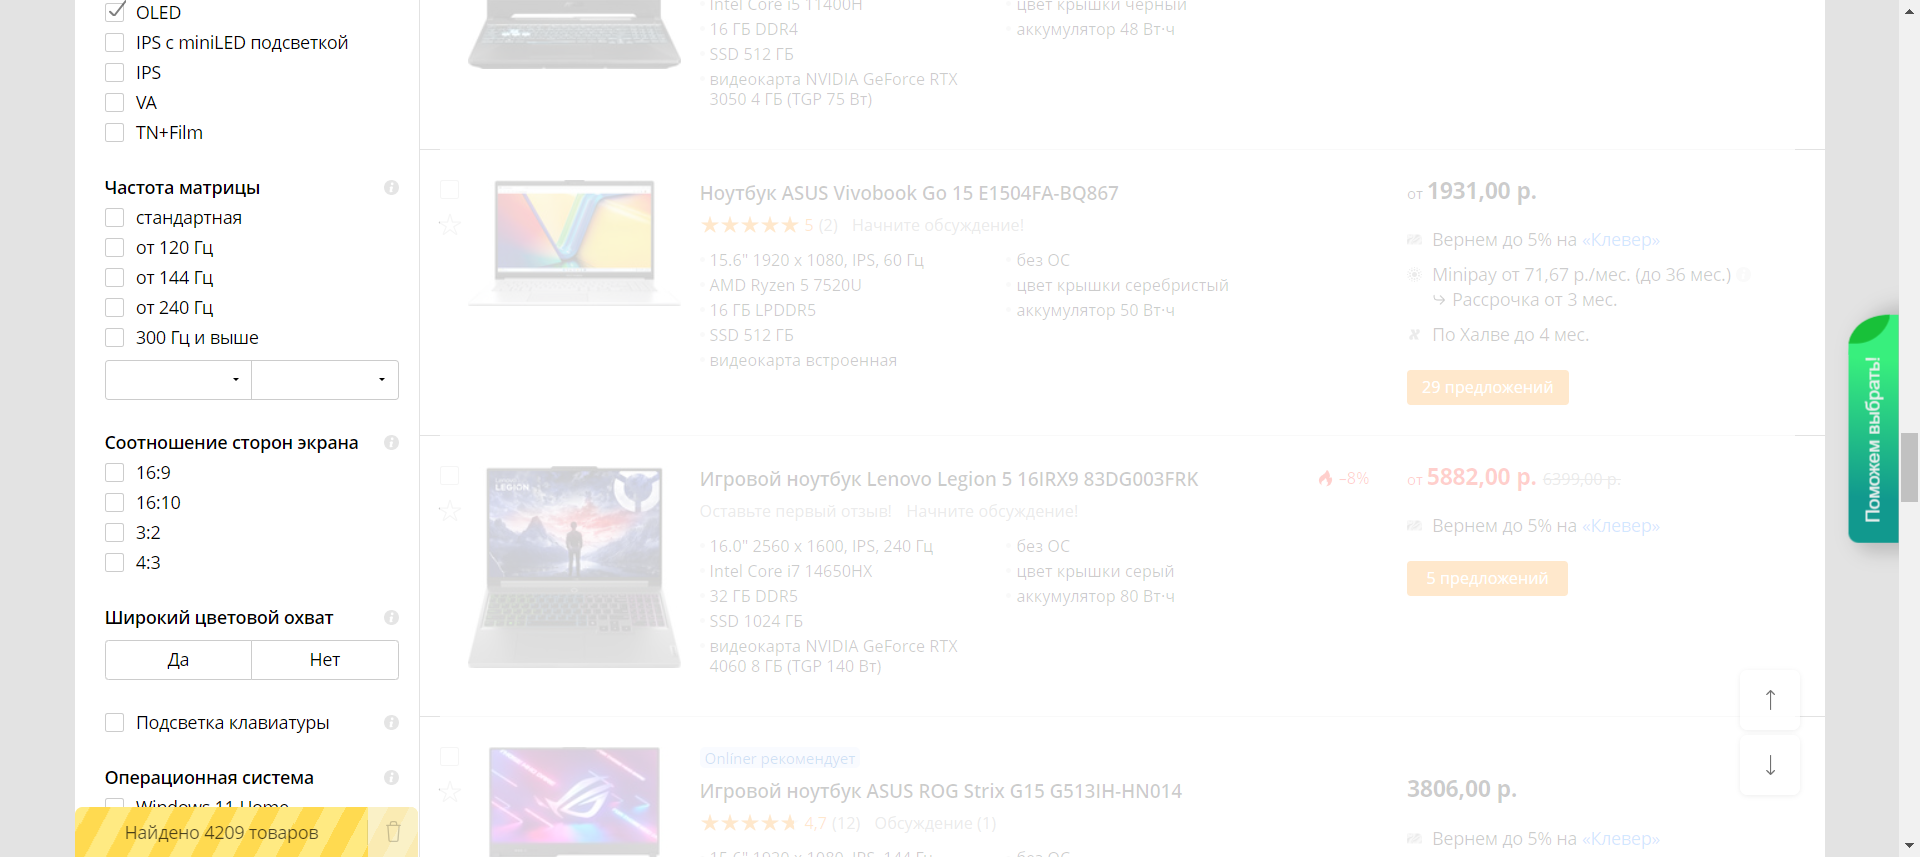 OLED
IPS с miniLED подсветкой
IPS
VA
TN+Film
Частота матрицы
стандартная
от 120 Гц
от 144 Гц
от 240 Гц
300 Гц и выше
Соотношение сторон экрана
16:9
16:10
3:2
4:3
Широкий цветовой охват
Да
Нет
Подсветка клавиатуры
Операционная система
Windows 11 Home
Найдено 4209 товаров
Intel Core i5 11400H
16 ГБ DDR4
SSD 512 ГБ
видеокарта NVIDIA GeForce RTX
3050 4 ГБ (TGP 75 Вт)
цвет крышки черный
аккумулятор 48 Вт·ч
Ноутбук ASUS Vivobook Go 15 E1504FA-BQ867
5 (2) Начните обсуждение!
15.6" 1920 x 1080, IPS, 60 Гц
AMD Ryzen 5 7520U
16 ГБ LPDDR5
SSD 512 ГБ
видеокарта встроенная
без ОС
цвет крышки серебристый
аккумулятор 50 Вт·ч
от 1931,00 р.
Вернем до 5% на «Клевер»
Minipay от 71,67 р./мес. (до 36 мес.)
↪ Рассрочка от 3 мес.
По Халве до 4 мес.
29 предложений
LEGION
Игровой ноутбук Lenovo Legion 5 16IRX9 83DG003FRK
Оставьте первый отзыв! Начните обсуждение!
16.0" 2560 x 1600, IPS, 240 Гц
Intel Core i7 14650HX
32 ГБ DDR5
SSD 1024 ГБ
видеокарта NVIDIA GeForce RTX
4060 8 ГБ (TGP 140 Вт)
без ОС
цвет крышки серый
аккумулятор 80 Вт·ч
–8%
от 5882,00 р. 6399,00 р.
Вернем до 5% на «Клевер»
5 предложений
Onlíner рекомендует
Игровой ноутбук ASUS ROG Strix G15 G513IH-HN014
4,7 (12) Обсуждение (1)
15.6" 1920 x 1080, IPS, 144 Гц
без ОС
3806,00 р.
Вернем до 5% на «Клевер»
Поможем выбрать!